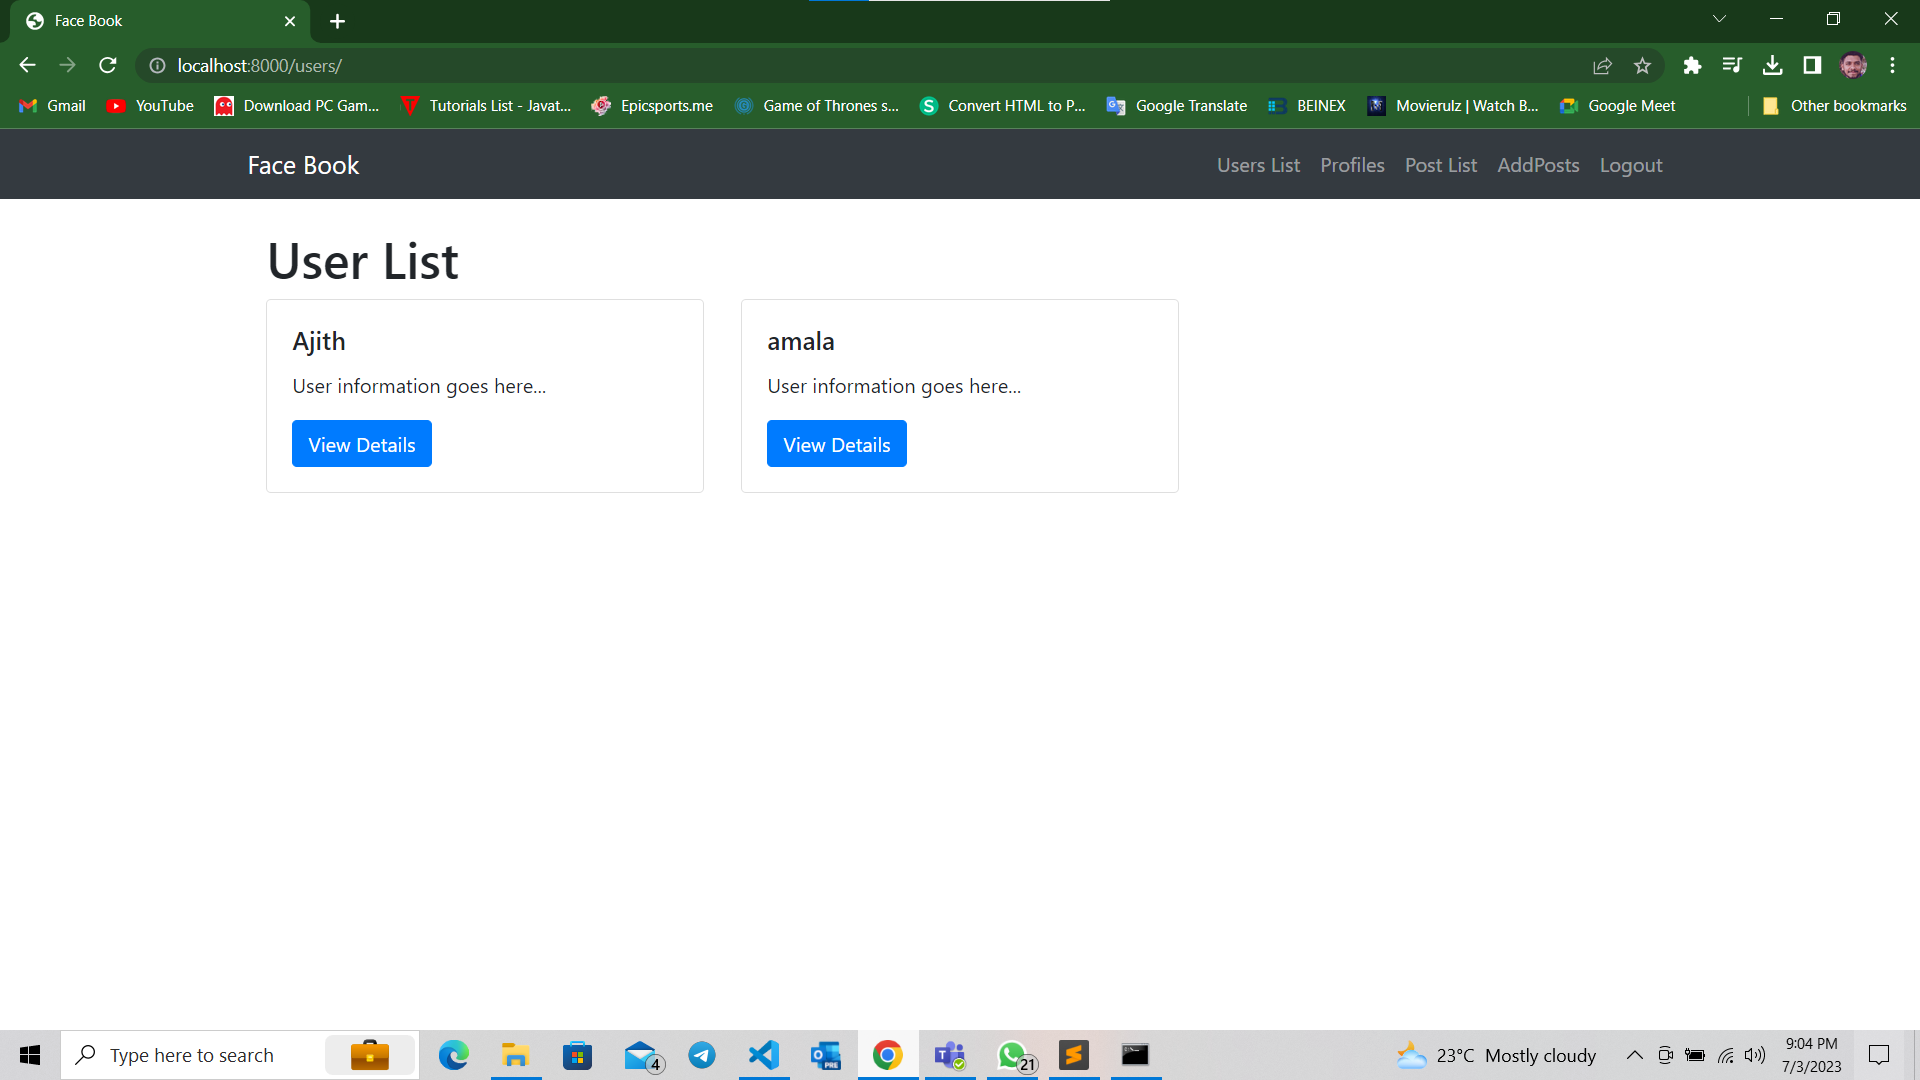 Face Book
localhost:8000/users/
Gmail YouTube Download PC Gam... Tutorials List - Javat... Epicsports.me Game of Thrones s... Convert HTML to P... Google Translate BEINEX Movierulz | Watch B... Google Meet Other bookmarks
Face Book Users List Profiles Post List AddPosts Logout
User List
Ajith
User information goes here...
View Details
amala
User information goes here...
View Details
Type here to search 4 PRE 21 23°C Mostly cloudy 9:04 PM
7/3/2023